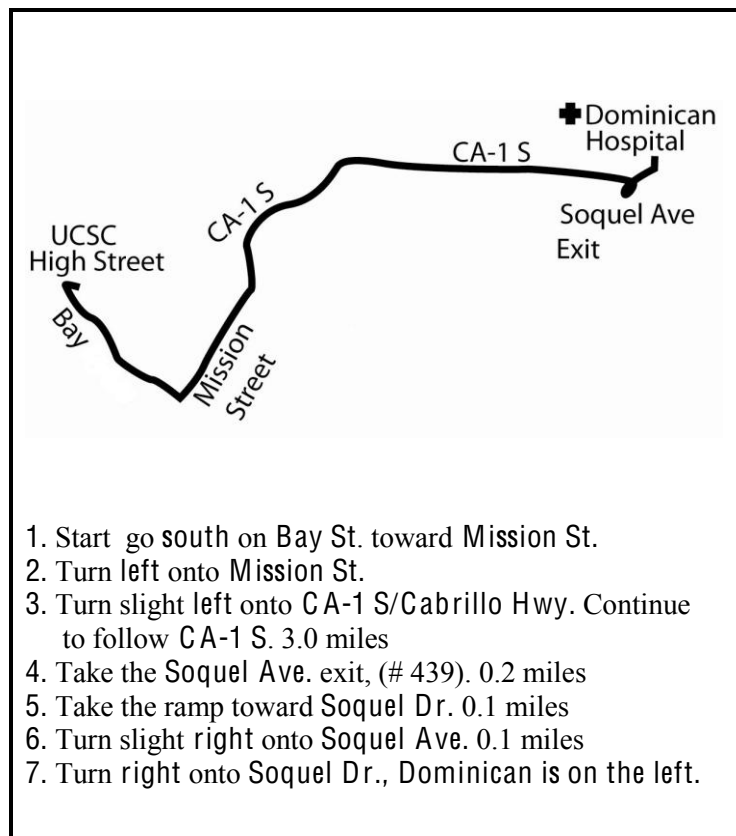 Dominican
Hospital
CA-1 S
CA-1 S
Soquel Ave
Exit
UCSC
High Street
Bay
Mission
Street
1. Start go south on Bay St. toward Mission St.
2. Turn left onto Mission St.
3. Turn slight left onto CA-1 S/Cabrillo Hwy. Continue
to follow CA-1 S. 3.0 miles
4. Take the Soquel Ave. exit, (# 439). 0.2 miles
5. Take the ramp toward Soquel Dr. 0.1 miles
6. Turn slight right onto Soquel Ave. 0.1 miles
7. Turn right onto Soquel Dr., Dominican is on the left.